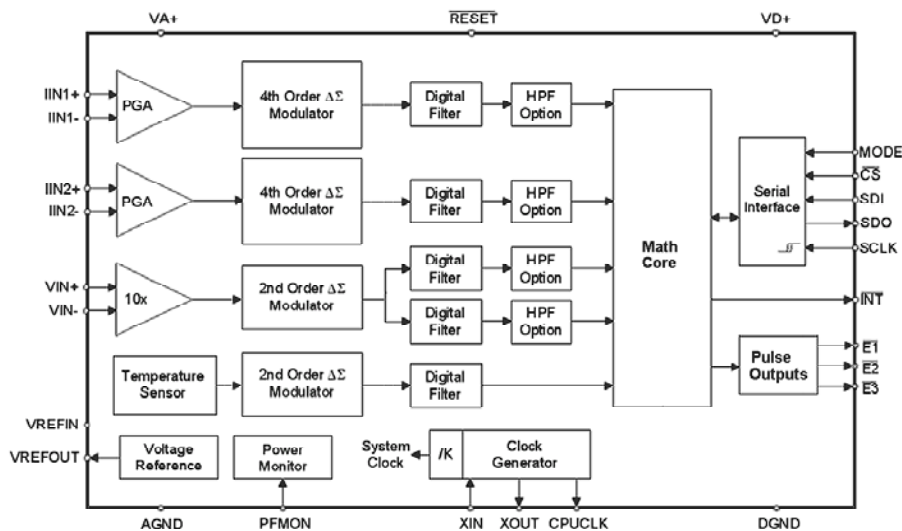 VA+
RESET
VD+
IIN1+
IIN1-
PGA
4th Order ΔΣ
Modulator
Digital
Filter
HPF
Option
IIN2+
IIN2-
PGA
4th Order ΔΣ
Modulator
Digital
Filter
HPF
Option
VIN+
VIN-
10x
2nd Order ΔΣ
Modulator
Digital
Filter
HPF
Option
Digital
Filter
HPF
Option
Temperature
Sensor
2nd Order ΔΣ
Modulator
Digital
Filter
Math
Core
Serial
Interface
MODE
CS
SDI
SDO
SCLK
INT
Pulse
Outputs
E1
E2
E3
VREFIN
VREFOUT
Voltage
Reference
Power
Monitor
System
Clock
/K
Clock
Generator
AGND
PFMON
XIN
XOUT
CPUCLK
DGND